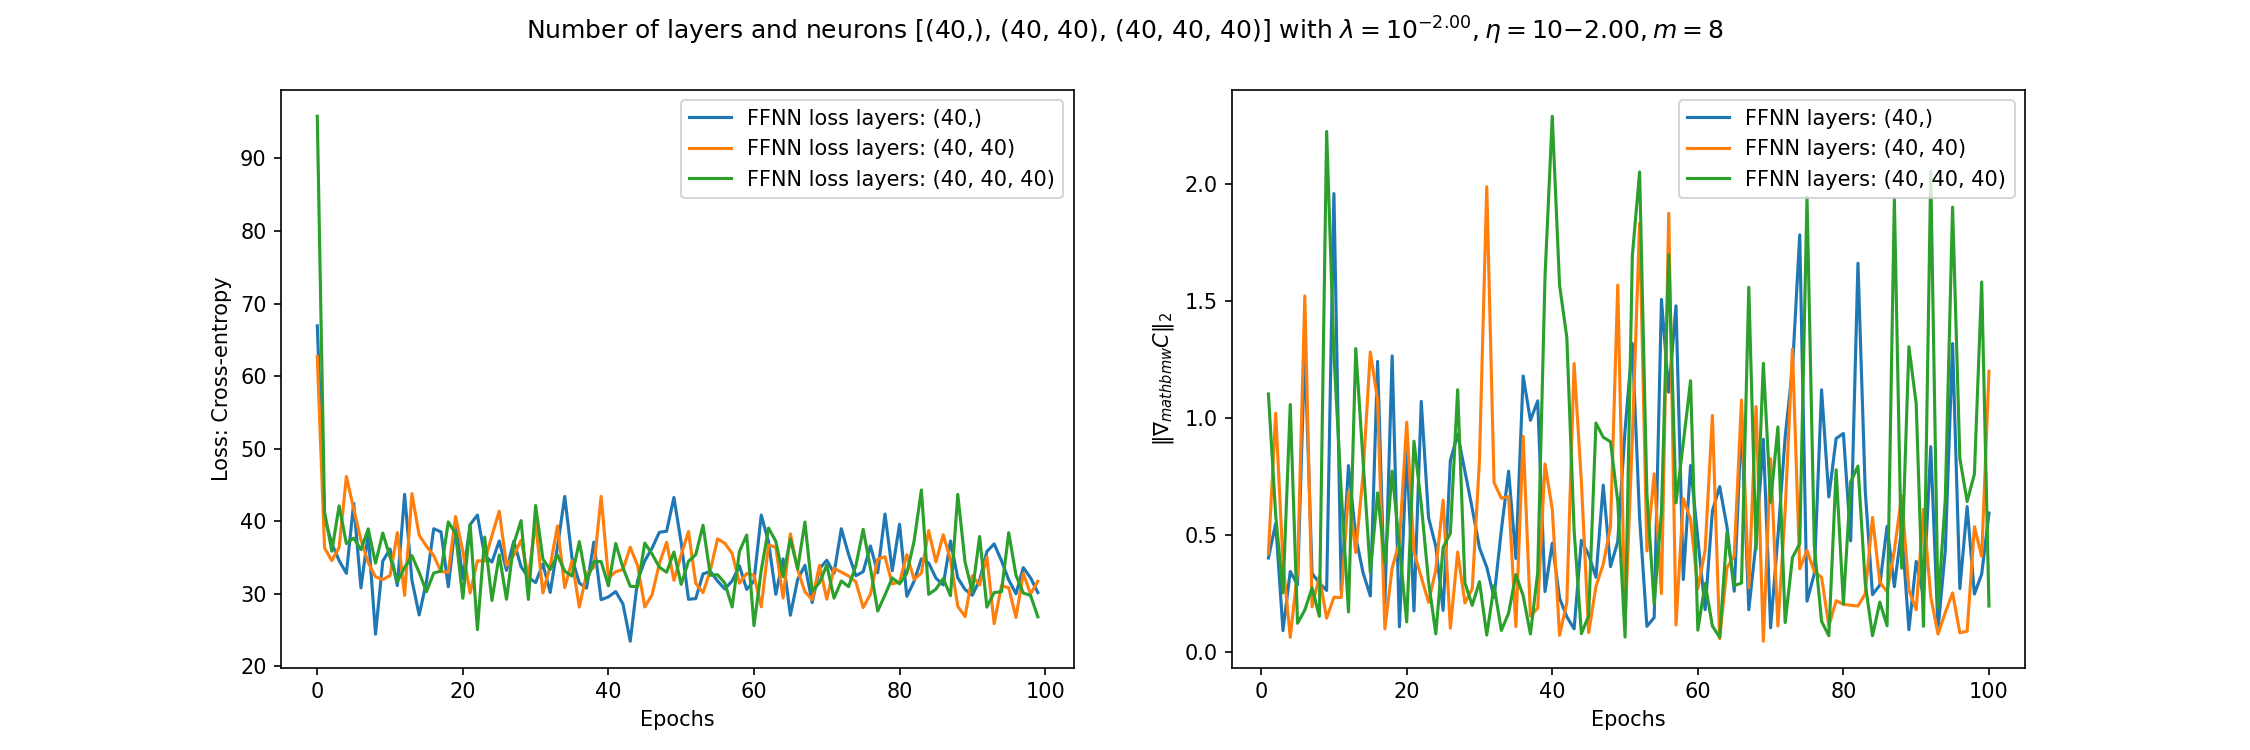 Number of layers and neurons [(40,), (40, 40), (40, 40, 40)] with λ = 10^{−2.00}, η = 10−2.00, m = 8
FFNN loss layers: (40,)
FFNN loss layers: (40, 40)
FFNN loss layers: (40, 40, 40)
Loss: Cross-entropy
90
80
70
60
50
40
30
20
0 20 40 60 80 100
Epochs
FFNN layers: (40,)
FFNN layers: (40, 40)
FFNN layers: (40, 40, 40)
‖∇_{mathbmw}C‖₂
2.0
1.5
1.0
0.5
0.0
0 20 40 60 80 100
Epochs